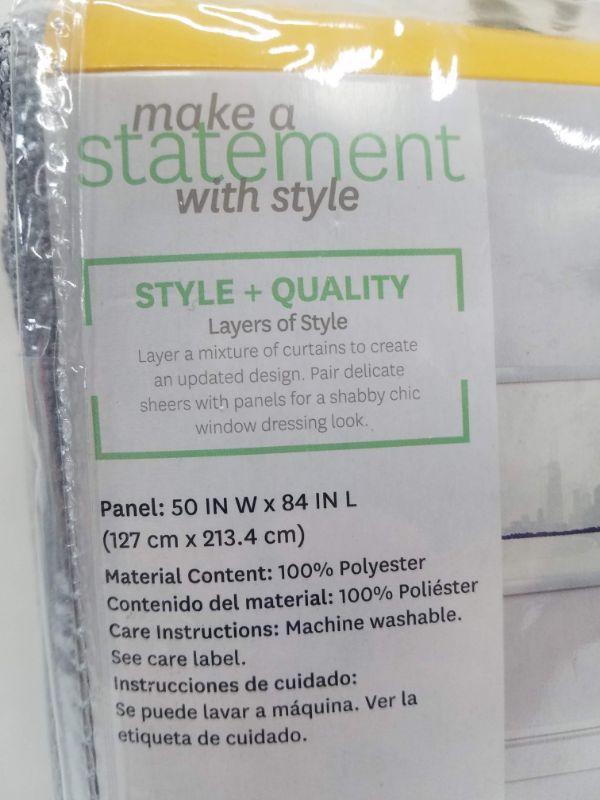 make a
statement
with style
STYLE + QUALITY
Layers of Style
Layer a mixture of curtains to create
an updated design. Pair delicate
sheers with panels for a shabby chic
window dressing look.
Panel: 50 IN W x 84 IN L
(127 cm x 213.4 cm)
Material Content: 100% Polyester
Contenido del material: 100% Poliéster
Care Instructions: Machine washable.
See care label.
Instrucciones de cuidado:
Se puede lavar a máquina. Ver la
etiqueta de cuidado.